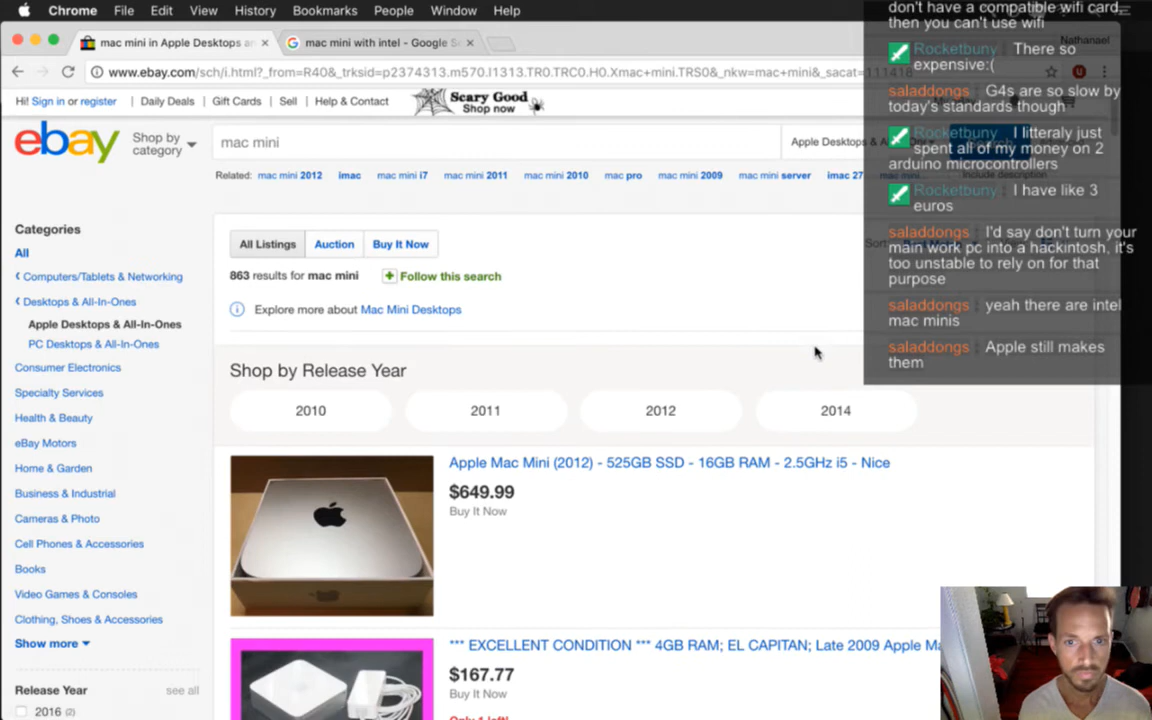 Chrome File Edit View History Bookmarks People Window Help
mac mini in Apple Desktops a
mac mini with intel - Google S
Nathanael
www.ebay.com/sch/i.html?_from=R40&_trksid=p2374313.m570.l1313.TR0.TRC0.H0.Xmac+mini.TRS0&_nkw=mac+mini&_sacat=111418
Hi! Sign in or register Daily Deals Gift Cards Sell Help & Contact
Scary Good
Shop now
ebay
Shop by
category
mac mini
Apple Desktops & A
Include description
Related: mac mini 2012 imac mac mini i7 mac mini 2011 mac mini 2010 mac pro mac mini 2009 mac mini server imac 27
Categories
All
Computers/Tablets & Networking
Desktops & All-In-Ones
Apple Desktops & All-In-Ones
PC Desktops & All-In-Ones
Consumer Electronics
Specialty Services
Health & Beauty
eBay Motors
Home & Garden
Business & Industrial
Cameras & Photo
Cell Phones & Accessories
Books
Video Games & Consoles
Clothing, Shoes & Accessories
Show more
Release Year see all
2016 (2)
All Listings Auction Buy It Now
863 results for mac mini Follow this search
Explore more about Mac Mini Desktops
Shop by Release Year
2010 2011 2012 2014
Apple Mac Mini (2012) - 525GB SSD - 16GB RAM - 2.5GHz i5 - Nice
$649.99
Buy It Now
*** EXCELLENT CONDITION *** 4GB RAM; EL CAPITAN; Late 2009 Apple Ma
$167.77
Buy It Now
Only 1 left!
don't have a compatible wifi card,
then you can't use wifi
Rocketbuny : There so
expensive:(
saladdongs : G4s are so slow by
today's standards though
Rocketbuny : I litteraly just
spent all of my money on 2
arduino microcontrollers
Rocketbuny : I have like 3
euros
saladdongs : I'd say don't turn your
main work pc into a hackintosh, it's
too unstable to rely on for that
purpose
saladdongs : yeah there are intel
mac minis
saladdongs : Apple still makes
them